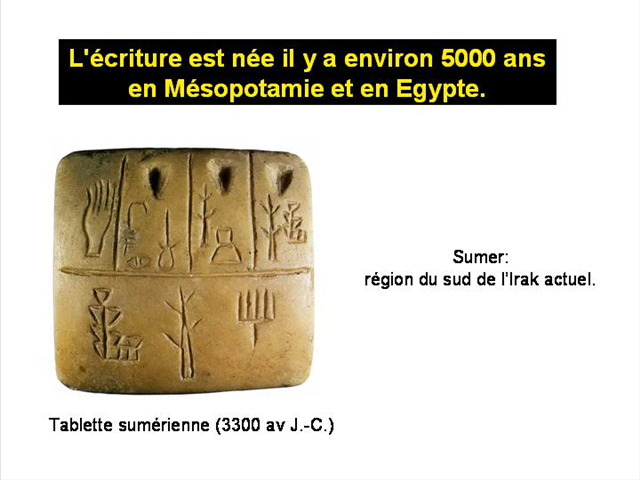 L'écriture est née il y a environ 5000 ans
en Mésopotamie et en Egypte.
Sumer:
région du sud de l'Irak actuel.
Tablette sumérienne (3300 av J.-C.)